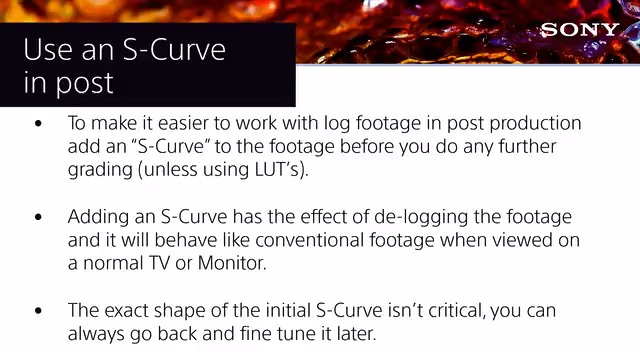 SONY
Use an S-Curve
in post
• To make it easier to work with log footage in post production
add an “S-Curve” to the footage before you do any further
grading (unless using LUT’s).
• Adding an S-Curve has the effect of de-logging the footage
and it will behave like conventional footage when viewed on
a normal TV or Monitor.
• The exact shape of the initial S-Curve isn’t critical, you can
always go back and fine tune it later.